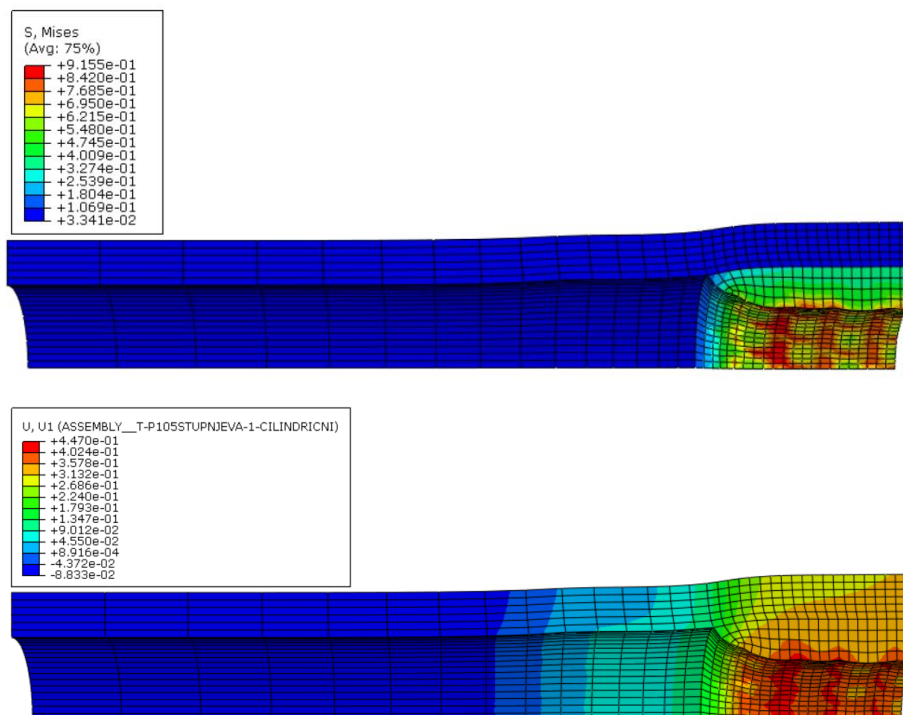 S, Mises
(Avg: 75%)
+9.155e-01
+8.420e-01
+7.685e-01
+6.950e-01
+6.215e-01
+5.480e-01
+4.745e-01
+4.009e-01
+3.274e-01
+2.539e-01
+1.804e-01
+1.069e-01
+3.341e-02
U, U1 (ASSEMBLY__T-P105STUPNJEVA-1-CILINDRICNI)
+4.470e-01
+4.024e-01
+3.578e-01
+3.132e-01
+2.686e-01
+2.240e-01
+1.793e-01
+1.347e-01
+9.012e-02
+4.550e-02
+8.916e-04
-4.372e-02
-8.833e-02